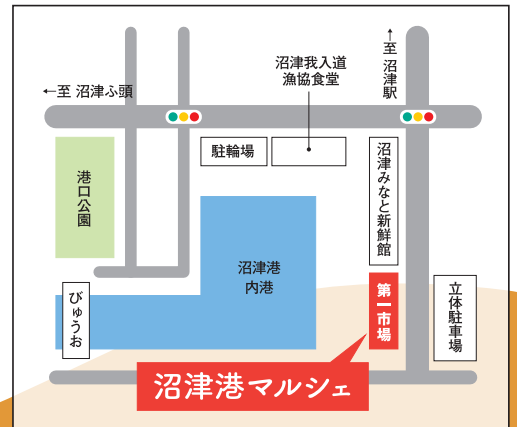 ↑至 沼津駅
沼津我入道
漁協食堂
←至 沼津ふ頭
駐輪場
沼津みなと新鮮館
港口公園
沼津港
内港
第一市場
立体駐車場
びゅうお
沼津港マルシェ